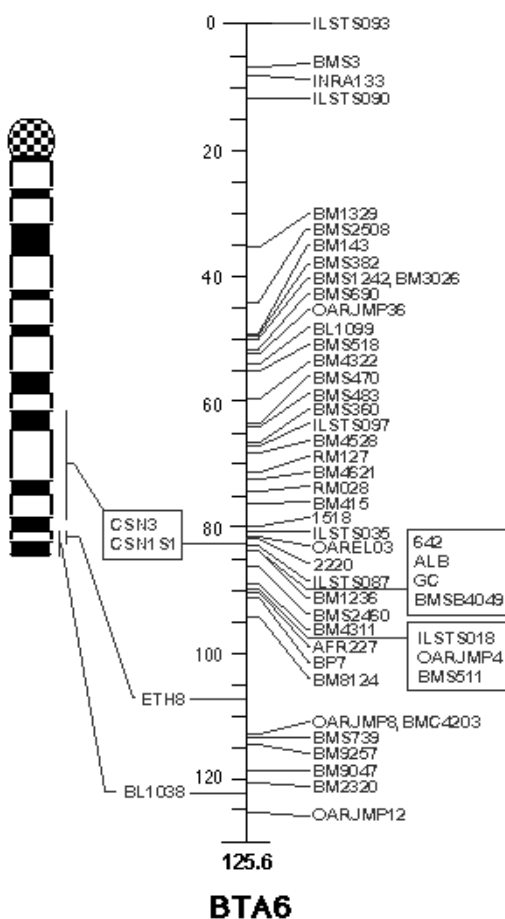 0
ILSTS093
BMS3
INRA133
ILSTS090
20
BM1329
BMS2508
BM143
BMS382
40
BMS1242, BM3026
BMS690
OARJMP36
BL1099
BMS518
BM4322
BMS470
BMS483
60
BMS360
ILSTS097
BM4528
RM127
BM4621
RM028
BM415
1518
80
ILSTS035
OAREL03
2220
ILSTS087
BM1236
BMS2460
BM4311
100
AFR227
BP7
BM8124
CSN3
CSN1S1
642
ALB
GC
BMSB4049
ILSTS018
OARJMP4
BMS511
ETH8
OARJMP8, BMC4203
BMS739
BM9257
120
BM9047
BM2320
BL1038
OARJMP12
125.6
BTA6